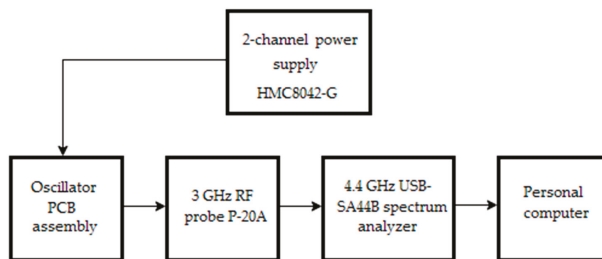 2-channel power
supply
HMC8042-G
Oscillator
PCB
assembly
3 GHz RF
probe P-20A
4.4 GHz USB-
SA44B spectrum
analyzer
Personal
computer